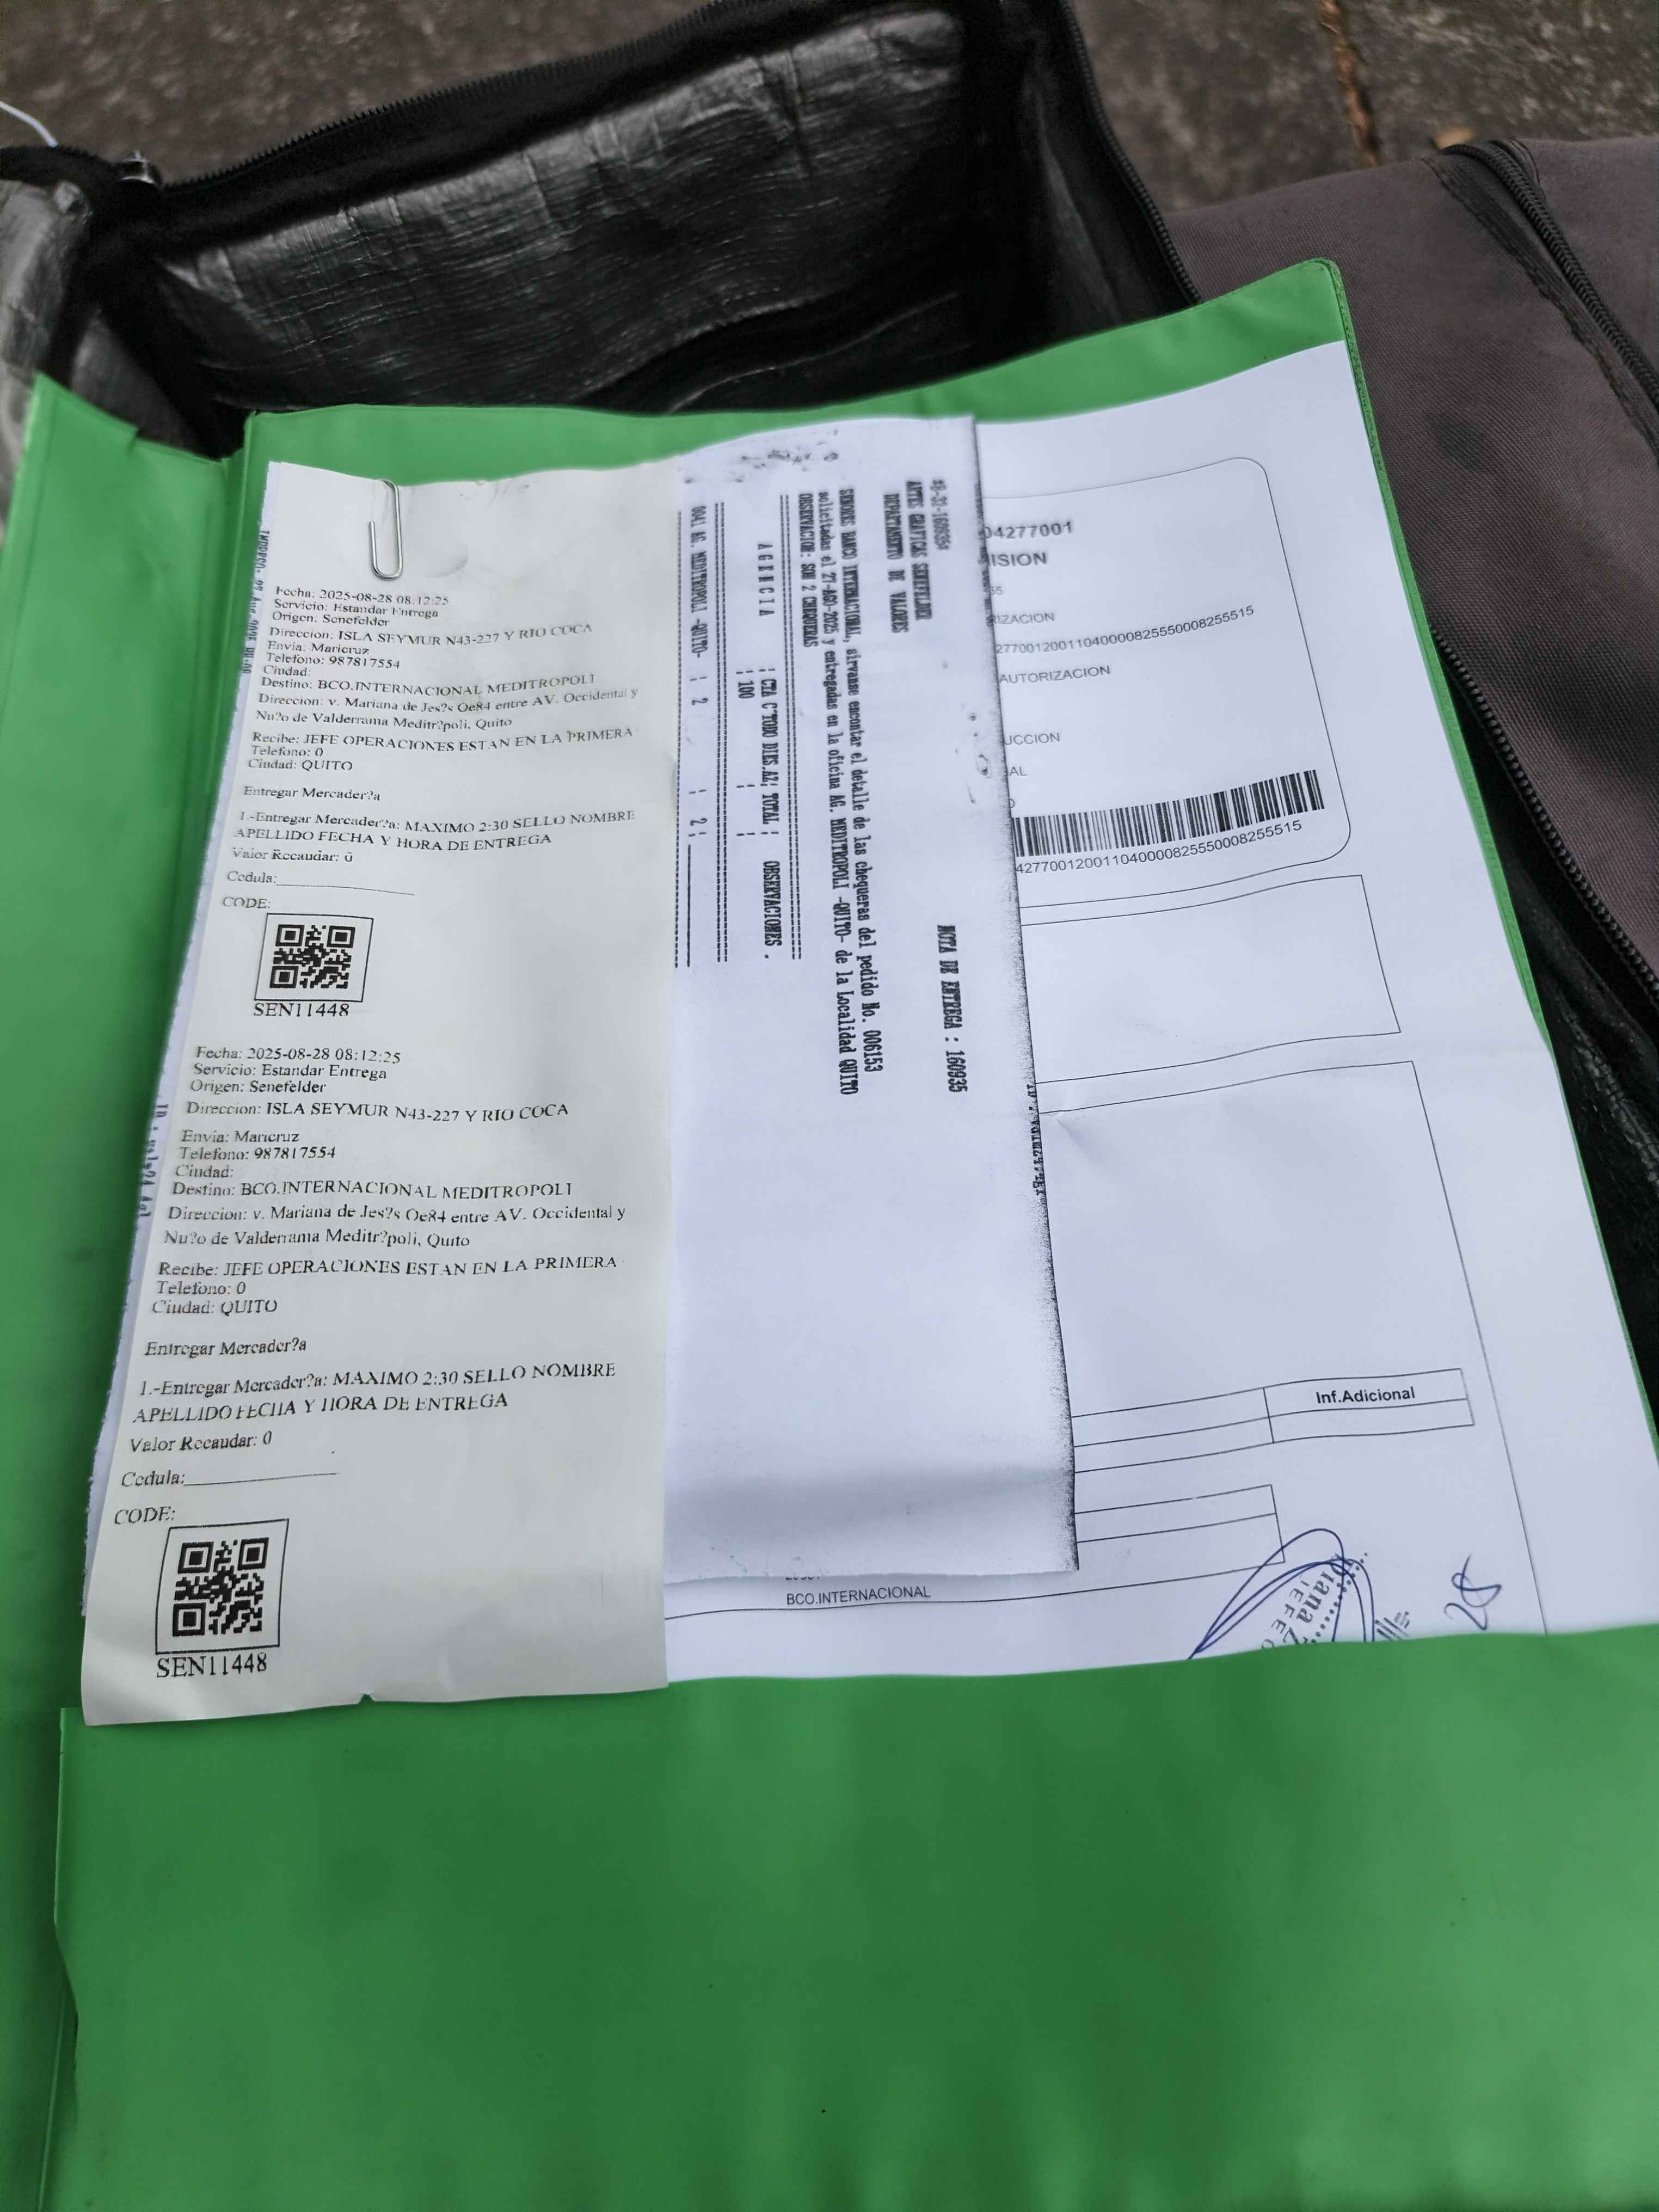 Fecha: 2025-08-28 08:12:25
Servicio: Estandar Entrega
Origen: Senefelder
Direccion: ISLA SEYMUR N43-227 Y RIO COCA
Envia: Maricruz
Telefono: 987817554
Ciudad:
Destino: BCO.INTERNACIONAL MEDITROPOLI
Direccion: v. Mariana de Jes?s Oe84 entre AV. Occidental y
Nu?o de Valderrama Meditr?poli, Quito
Recibe: JEFE OPERACIONES ESTAN EN LA PRIMERA
Telefono: 0
Ciudad: QUITO
Entregar Mercader?a
1.-Entregar Mercader?a: MAXIMO 2:30 SELLO NOMBRE
APELLIDO FECHA Y HORA DE ENTREGA
Valor Recaudar: 0
Cedula:
CODE:
SEN11448
Fecha: 2025-08-28 08:12:25
Servicio: Estandar Entrega
Origen: Senefelder
Direccion: ISLA SEYMUR N43-227 Y RIO COCA
Envia: Maricruz
Telefono: 987817554
Ciudad:
Destino: BCO.INTERNACIONAL MEDITROPOLI
Direccion: v. Mariana de Jes?s Oe84 entre AV. Occidental y
Nu?o de Valderrama Meditr?poli, Quito
Recibe: JEFE OPERACIONES ESTAN EN LA PRIMERA
Telefono: 0
Ciudad: QUITO
Entregar Mercader?a
1.-Entregar Mercader?a: MAXIMO 2:30 SELLO NOMBRE
APELLIDO FECHA Y HORA DE ENTREGA
Valor Recaudar: 0
Cedula:
CODE:
SEN11448
NOTA DE ENTREGA : 160935
ARTES GRAFICAS SENEFELDER
DEPARTAMENTO DE VALORES
SENORES BANCO INTERNACIONAL, sirvanse encontar el detalle de las chequeras del pedido No. 006153
solicitadas el 27-AGO-2025 y entregadas en la oficina AG. MEDITROPOLI -QUITO- de la Localidad QUITO
OBSERVACION: SON 2 CHEQUERAS
A G E N C I A ¦ CTA C'TODO DIES.AZ¦ TOTAL ¦ OBSERVACIONES .
¦ 100 ¦ ¦
0041 AG. MEDITROPOLI -QUITO- ¦ 2 ¦ 2 ¦
04277001
ISION
RIZACION
27700120011040000825550008255515
AUTORIZACION
UCCION
AL
427700120011040000825550008255515
Inf.Adicional
BCO.INTERNACIONAL
Diana Z
JEFE O
28